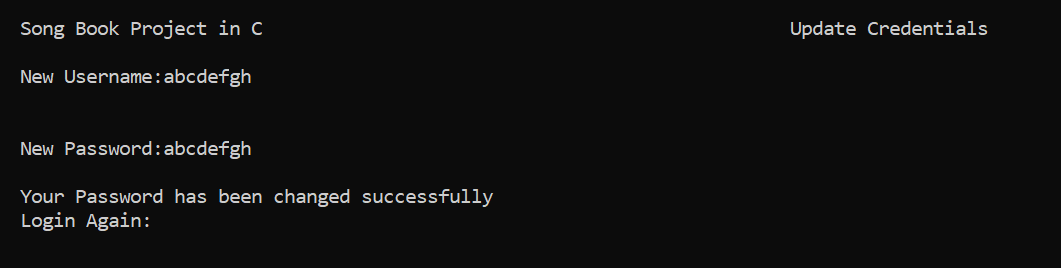 Song Book Project in C Update Credentials
New Username:abcdefgh
New Password:abcdefgh
Your Password has been changed successfully
Login Again: